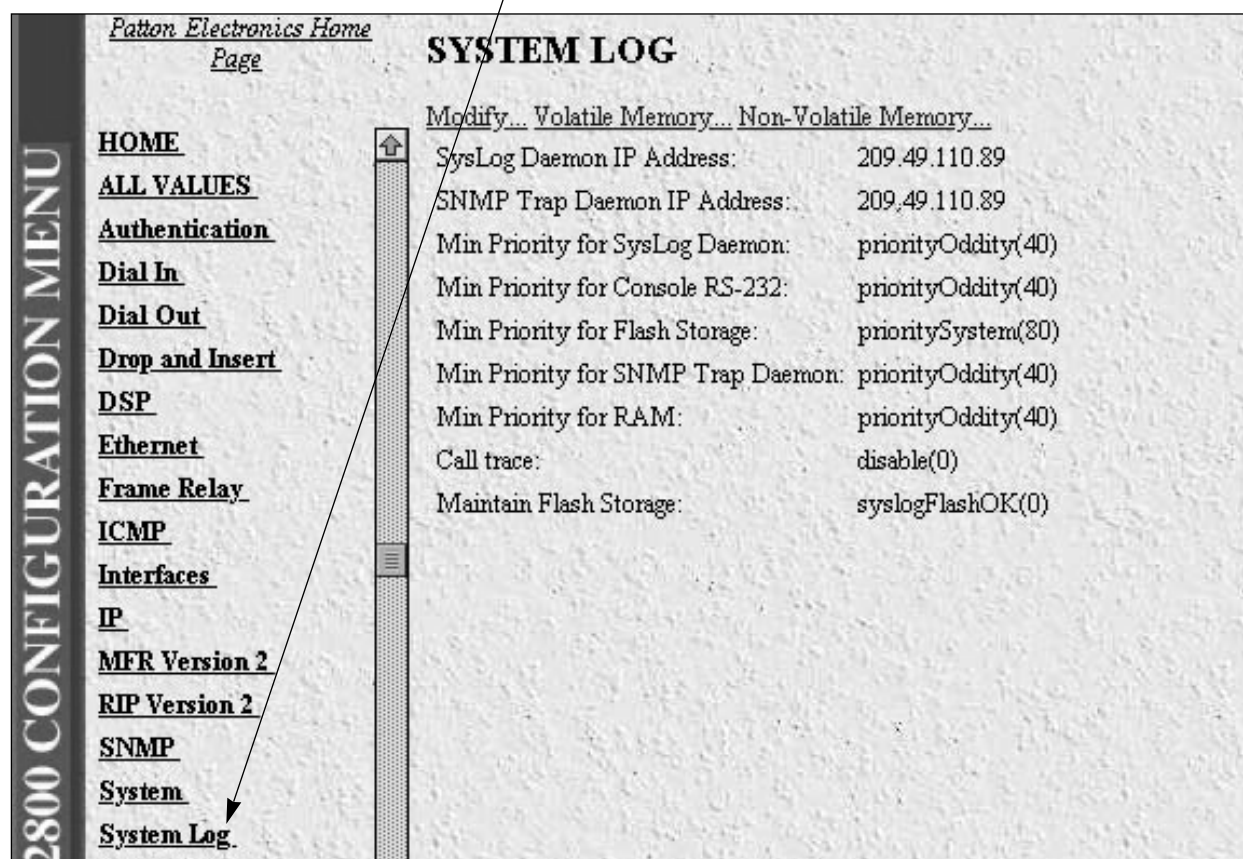 2800 CONFIGURATION MENU
Patton Electronics Home
Page
HOME
ALL VALUES
Authentication
Dial In
Dial Out
Drop and Insert
DSP
Ethernet
Frame Relay
ICMP
Interfaces
IP
MFR Version 2
RIP Version 2
SNMP
System
System Log
SYSTEM LOG
Modify... Volatile Memory... Non-Volatile Memory...
SysLog Daemon IP Address: 209.49.110.89
SNMP Trap Daemon IP Address: 209.49.110.89
Min Priority for SysLog Daemon: priorityOddity(40)
Min Priority for Console RS-232: priorityOddity(40)
Min Priority for Flash Storage: prioritySystem(80)
Min Priority for SNMP Trap Daemon: priorityOddity(40)
Min Priority for RAM: priorityOddity(40)
Call trace: disable(0)
Maintain Flash Storage: syslogFlashOK(0)